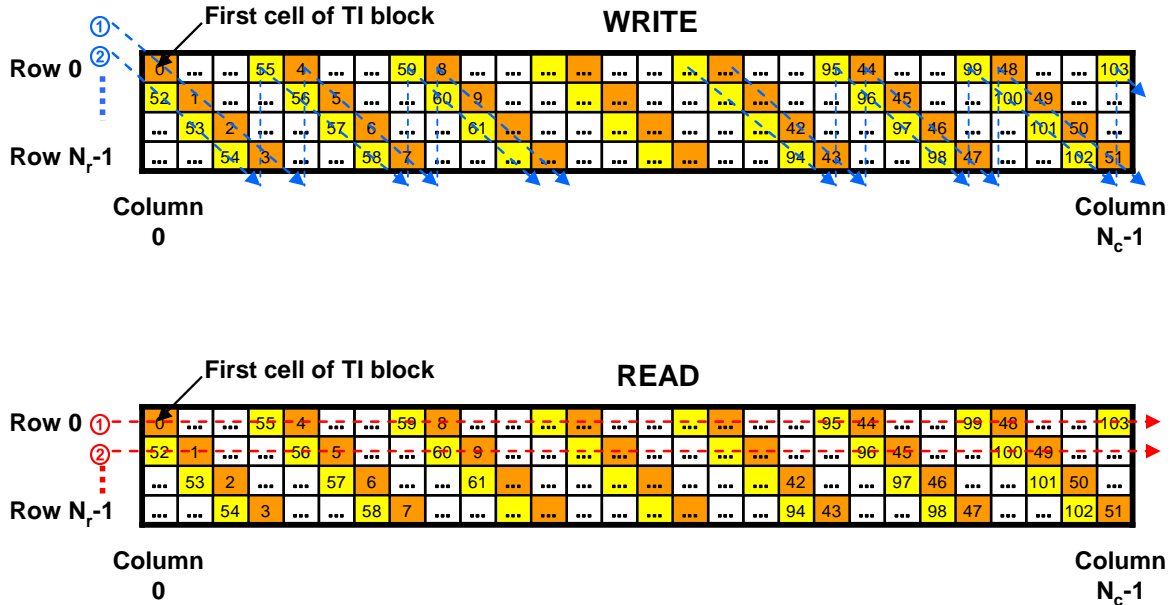 First cell of TI block
WRITE
①
②
Row 0 0 ... ... 55 4 ... ... 59 8 ... ... ... ... ... ... ... ... ... ... 95 44 ... ... 99 48 ... ... 103
52 1 ... ... 56 5 ... ... 60 9 ... ... ... ... ... ... ... ... ... ... 96 45 ... ... 100 49 ... ...
... 53 2 ... ... 57 6 ... ... 61 ... ... ... ... ... ... ... ... 42 ... ... 97 46 ... ... 101 50 ...
Row Nr-1 ... ... 54 3 ... ... 58 7 ... ... ... ... ... ... ... ... ... ... 94 43 ... ... 98 47 ... ... 102 51
Column
0
Column
Nc-1
First cell of TI block
READ
Row 0 ① 0 ... ... 55 4 ... ... 59 8 ... ... ... ... ... ... ... ... ... ... 95 44 ... ... 99 48 ... ... 103
② 52 1 ... ... 56 5 ... ... 60 9 ... ... ... ... ... ... ... ... ... ... 96 45 ... ... 100 49 ... ...
... 53 2 ... ... 57 6 ... ... 61 ... ... ... ... ... ... ... ... 42 ... ... 97 46 ... ... 101 50 ...
Row Nr-1 ... ... 54 3 ... ... 58 7 ... ... ... ... ... ... ... ... ... ... 94 43 ... ... 98 47 ... ... 102 51
Column
0
Column
Nc-1